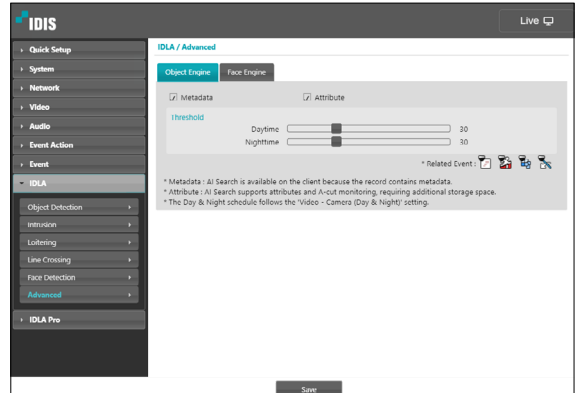 IDIS
Live
Quick Setup
System
Network
Video
Audio
Event Action
Event
IDLA
Object Detection
Intrusion
Loitering
Line Crossing
Face Detection
Advanced
IDLA Pro
IDLA / Advanced
Object Engine
Face Engine
Metadata
Attribute
Threshold
Daytime 30
Nighttime 30
* Related Event :
* Metadata : AI Search is available on the client because the record contains metadata.
* Attribute : AI Search supports attributes and A-cut monitoring, requiring additional storage space.
* The Day & Night schedule follows the 'Video - Camera (Day & Night)' setting.
Save